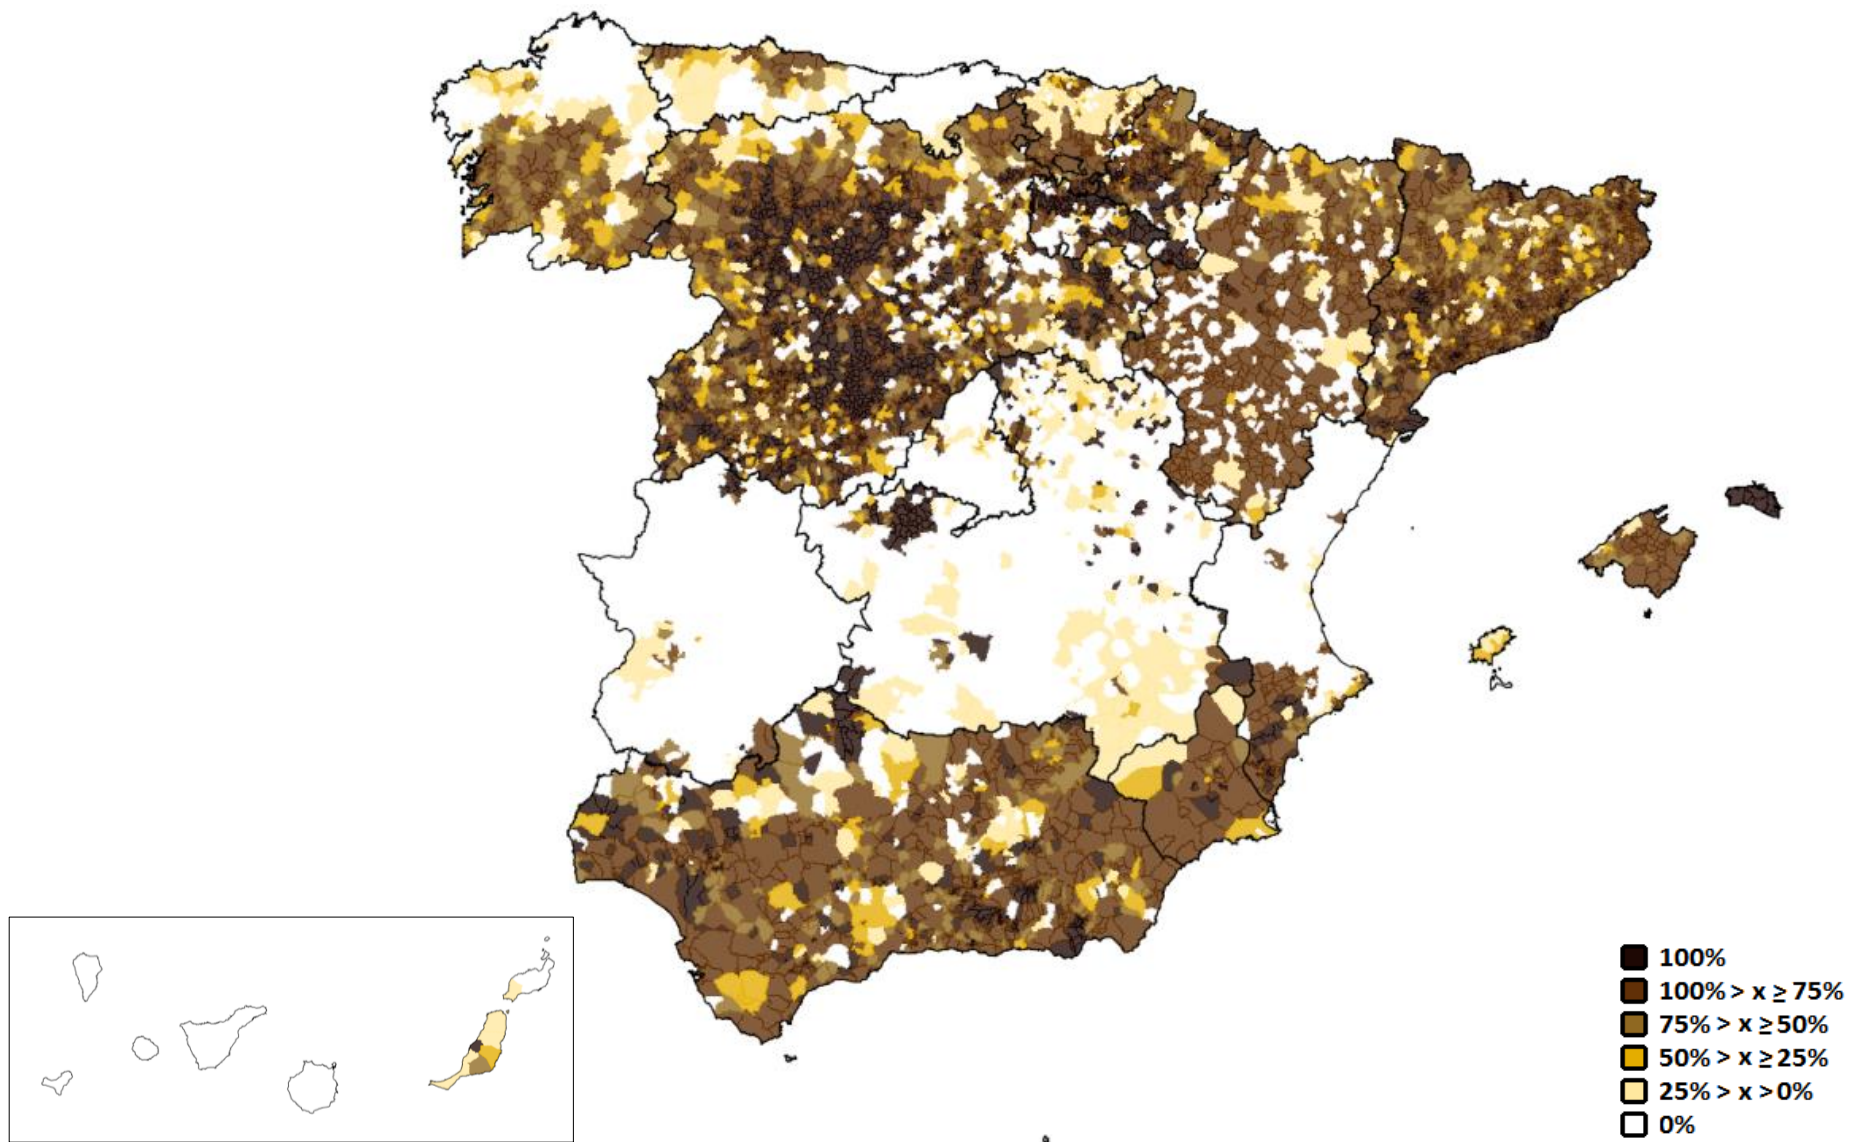 100%
100% > x ≥ 75%
75% > x ≥ 50%
50% > x ≥ 25%
25% > x > 0%
0%